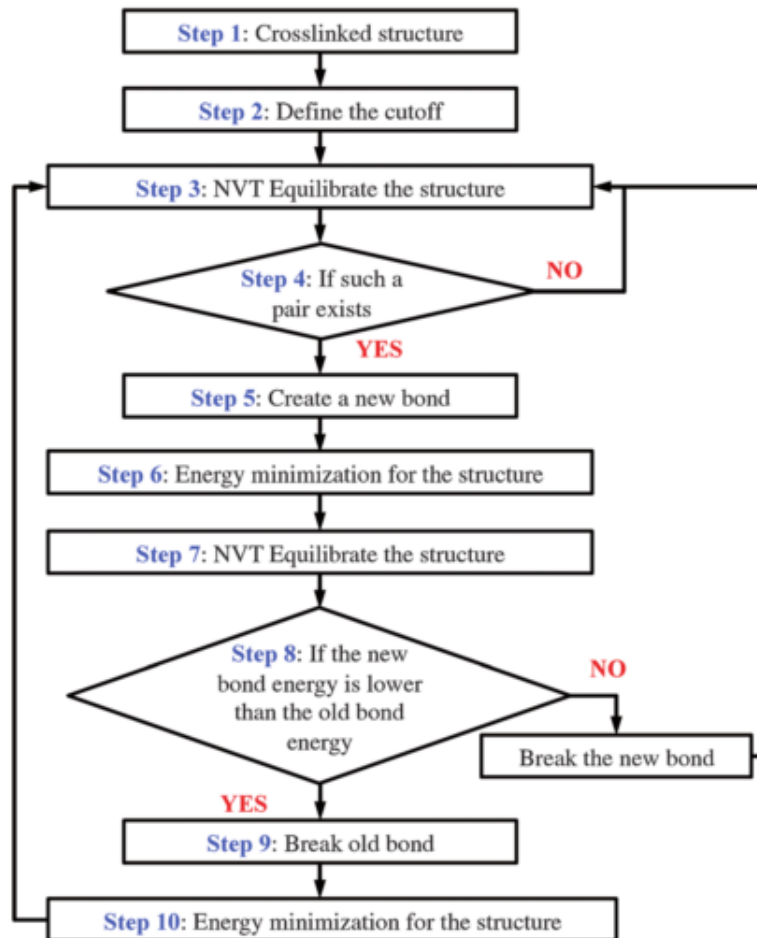 Step 1: Crosslinked structure
Step 2: Define the cutoff
Step 3: NVT Equilibrate the structure
Step 4: If such a
pair exists
NO
YES
Step 5: Create a new bond
Step 6: Energy minimization for the structure
Step 7: NVT Equilibrate the structure
Step 8: If the new
bond energy is lower
than the old bond
energy
NO
Break the new bond
YES
Step 9: Break old bond
Step 10: Energy minimization for the structure